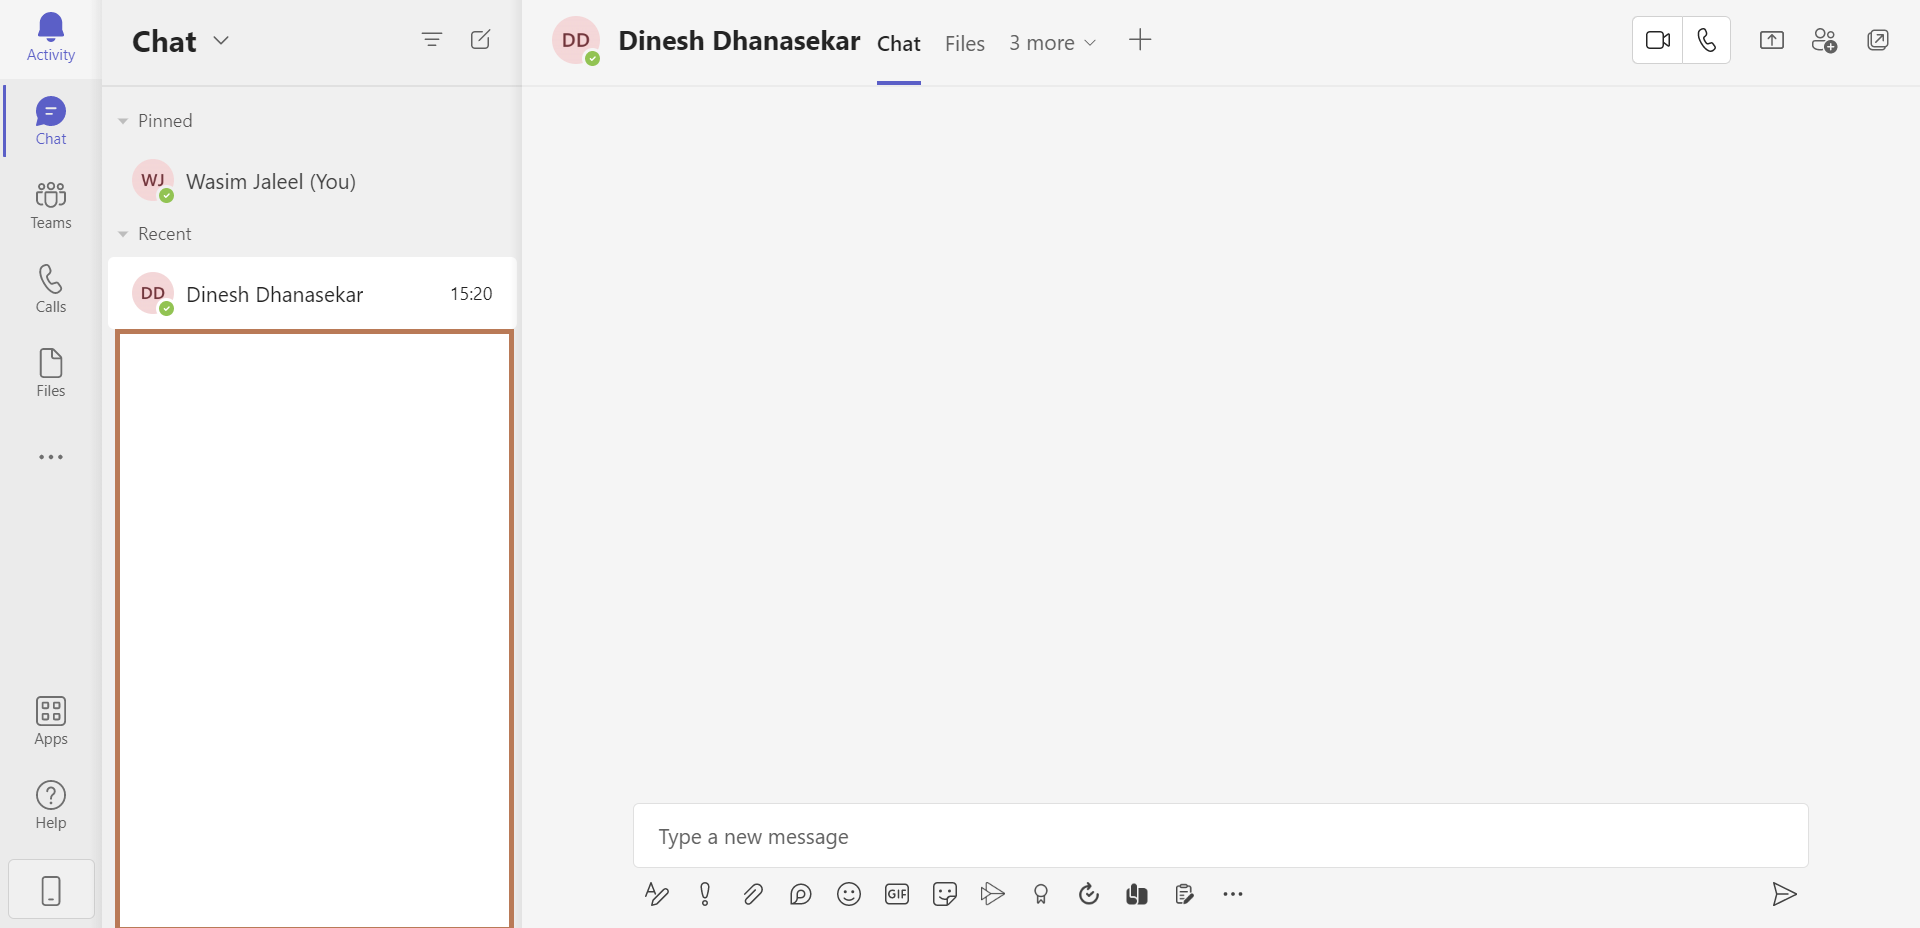 Activity
Chat
Teams
Calls
Files
Apps
Help
Chat
Pinned
WJ Wasim Jaleel (You)
Recent
DD Dinesh Dhanasekar 15:20
DD Dinesh Dhanasekar Chat Files 3 more
Type a new message
GIF